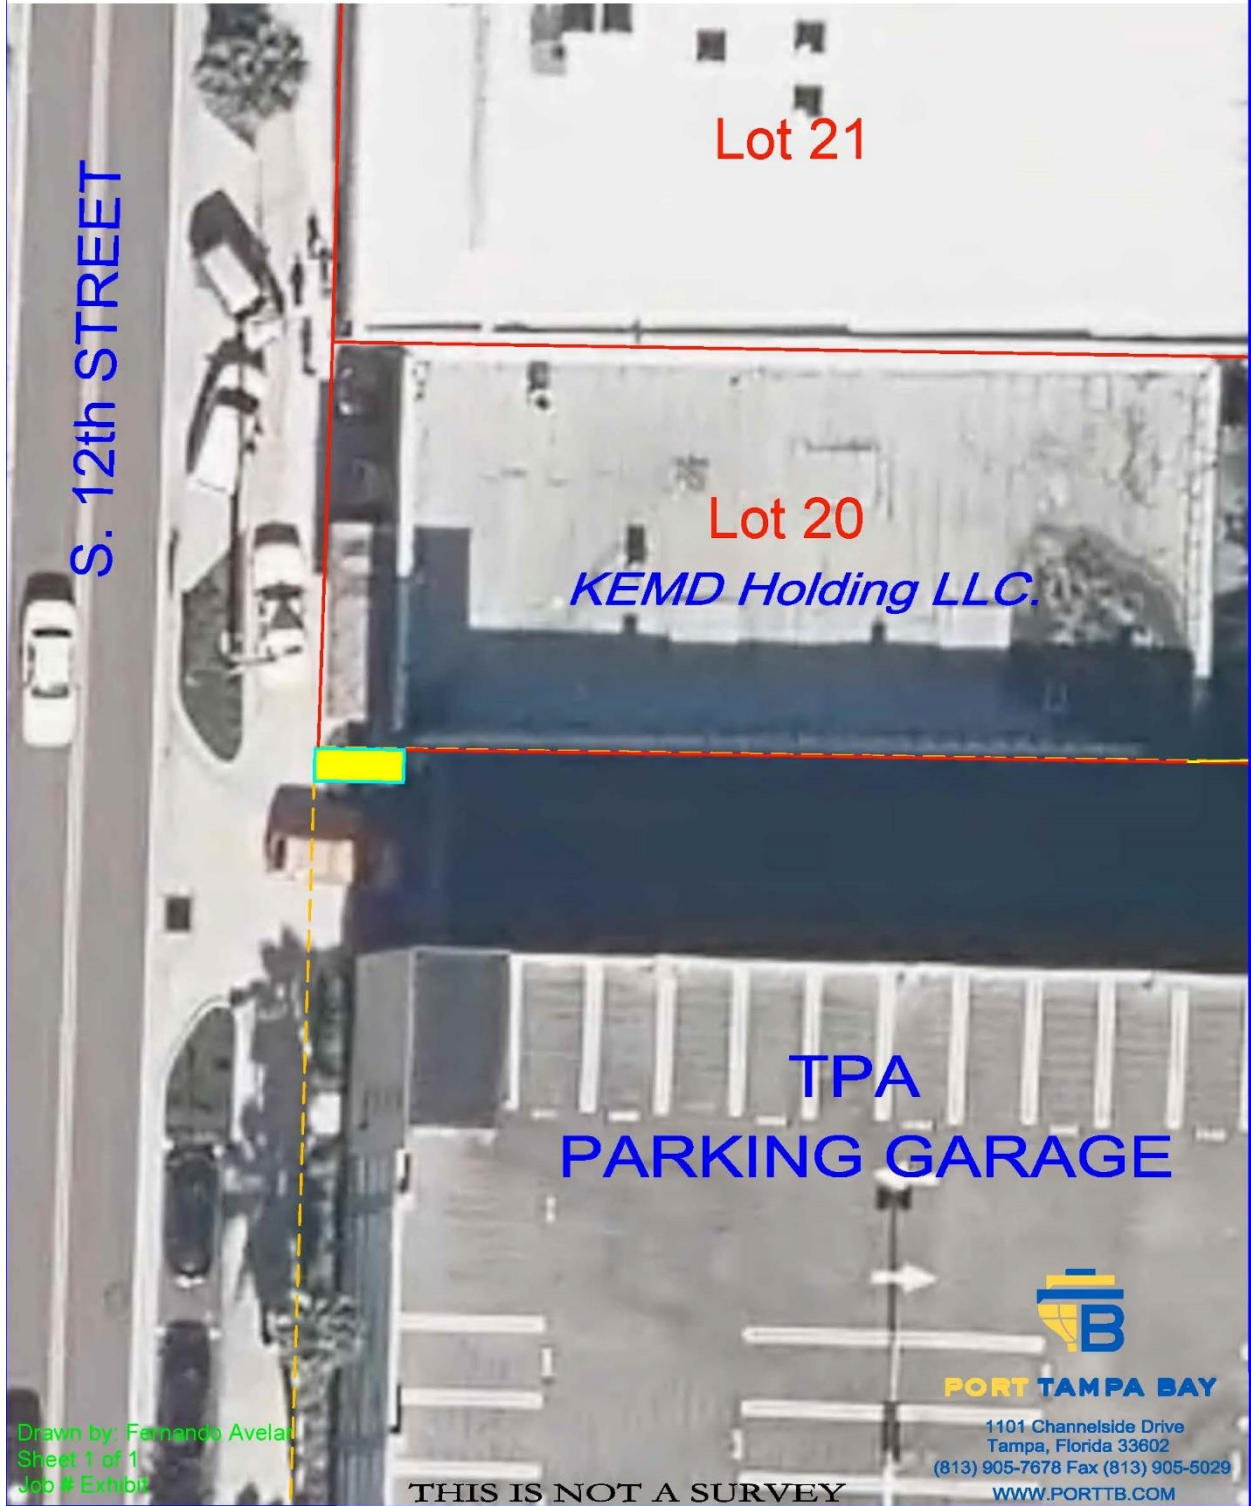 Lot 21
S. 12th STREET
Lot 20
KEMD Holding LLC.
TPA
PARKING GARAGE
B
PORT TAMPA BAY
1101 Channelside Drive
Tampa, Florida 33602
(813) 905-7678 Fax (813) 905-5029
WWW.PORTTB.COM
Drawn by: Fernando Avelar
Sheet 1 of 1
Job # Exhibit
THIS IS NOT A SURVEY